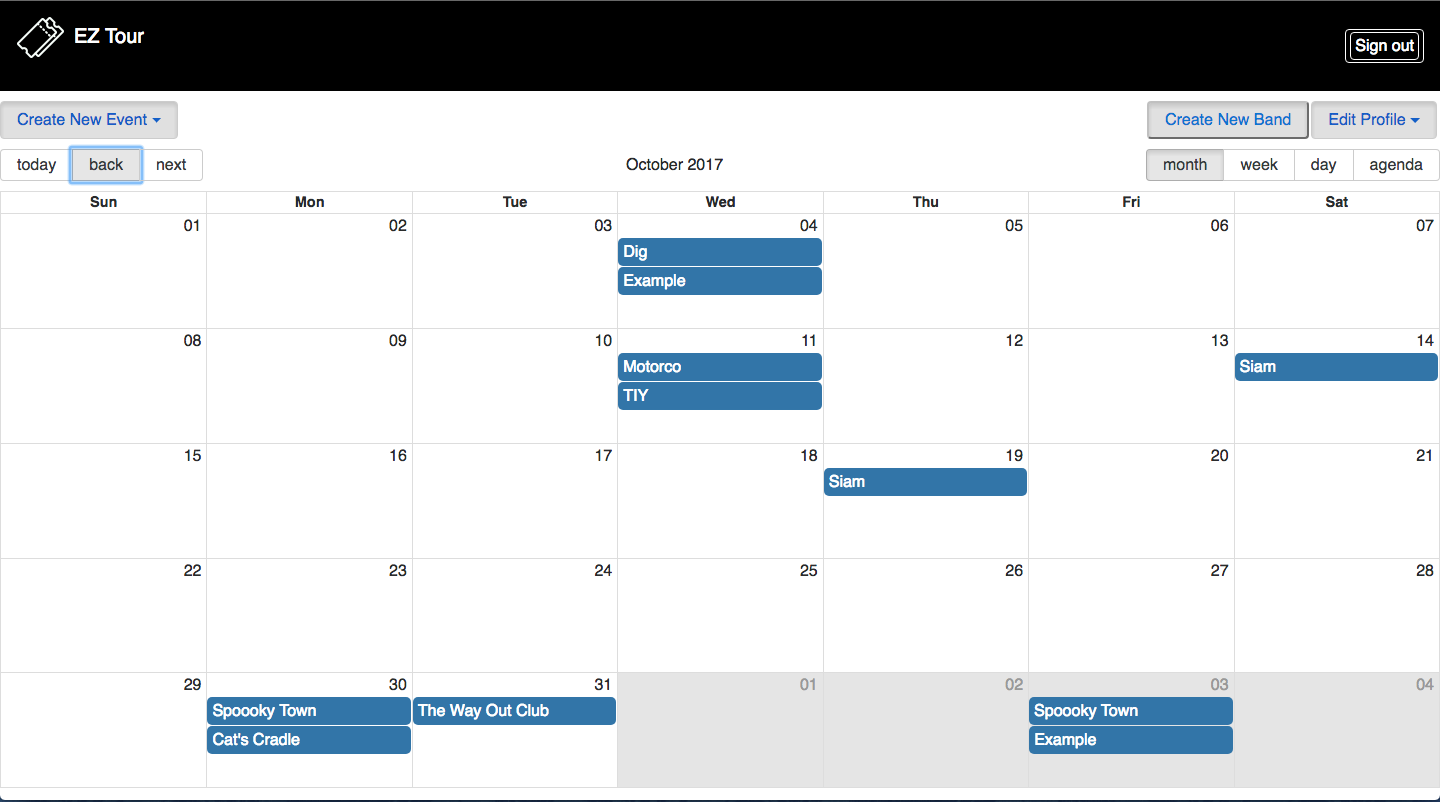 EZ Tour
Sign out
Create New Event
Create New Band
Edit Profile
today back next
October 2017
month week day agenda
Sun Mon Tue Wed Thu Fri Sat
01 02 03 04 05 06 07
Dig
Example
08 09 10 11 12 13 14
Motorco Siam
TIY
15 16 17 18 19 20 21
Siam
22 23 24 25 26 27 28
29 30 31 01 02 03 04
Spoooky Town The Way Out Club Spoooky Town
Cat's Cradle Example